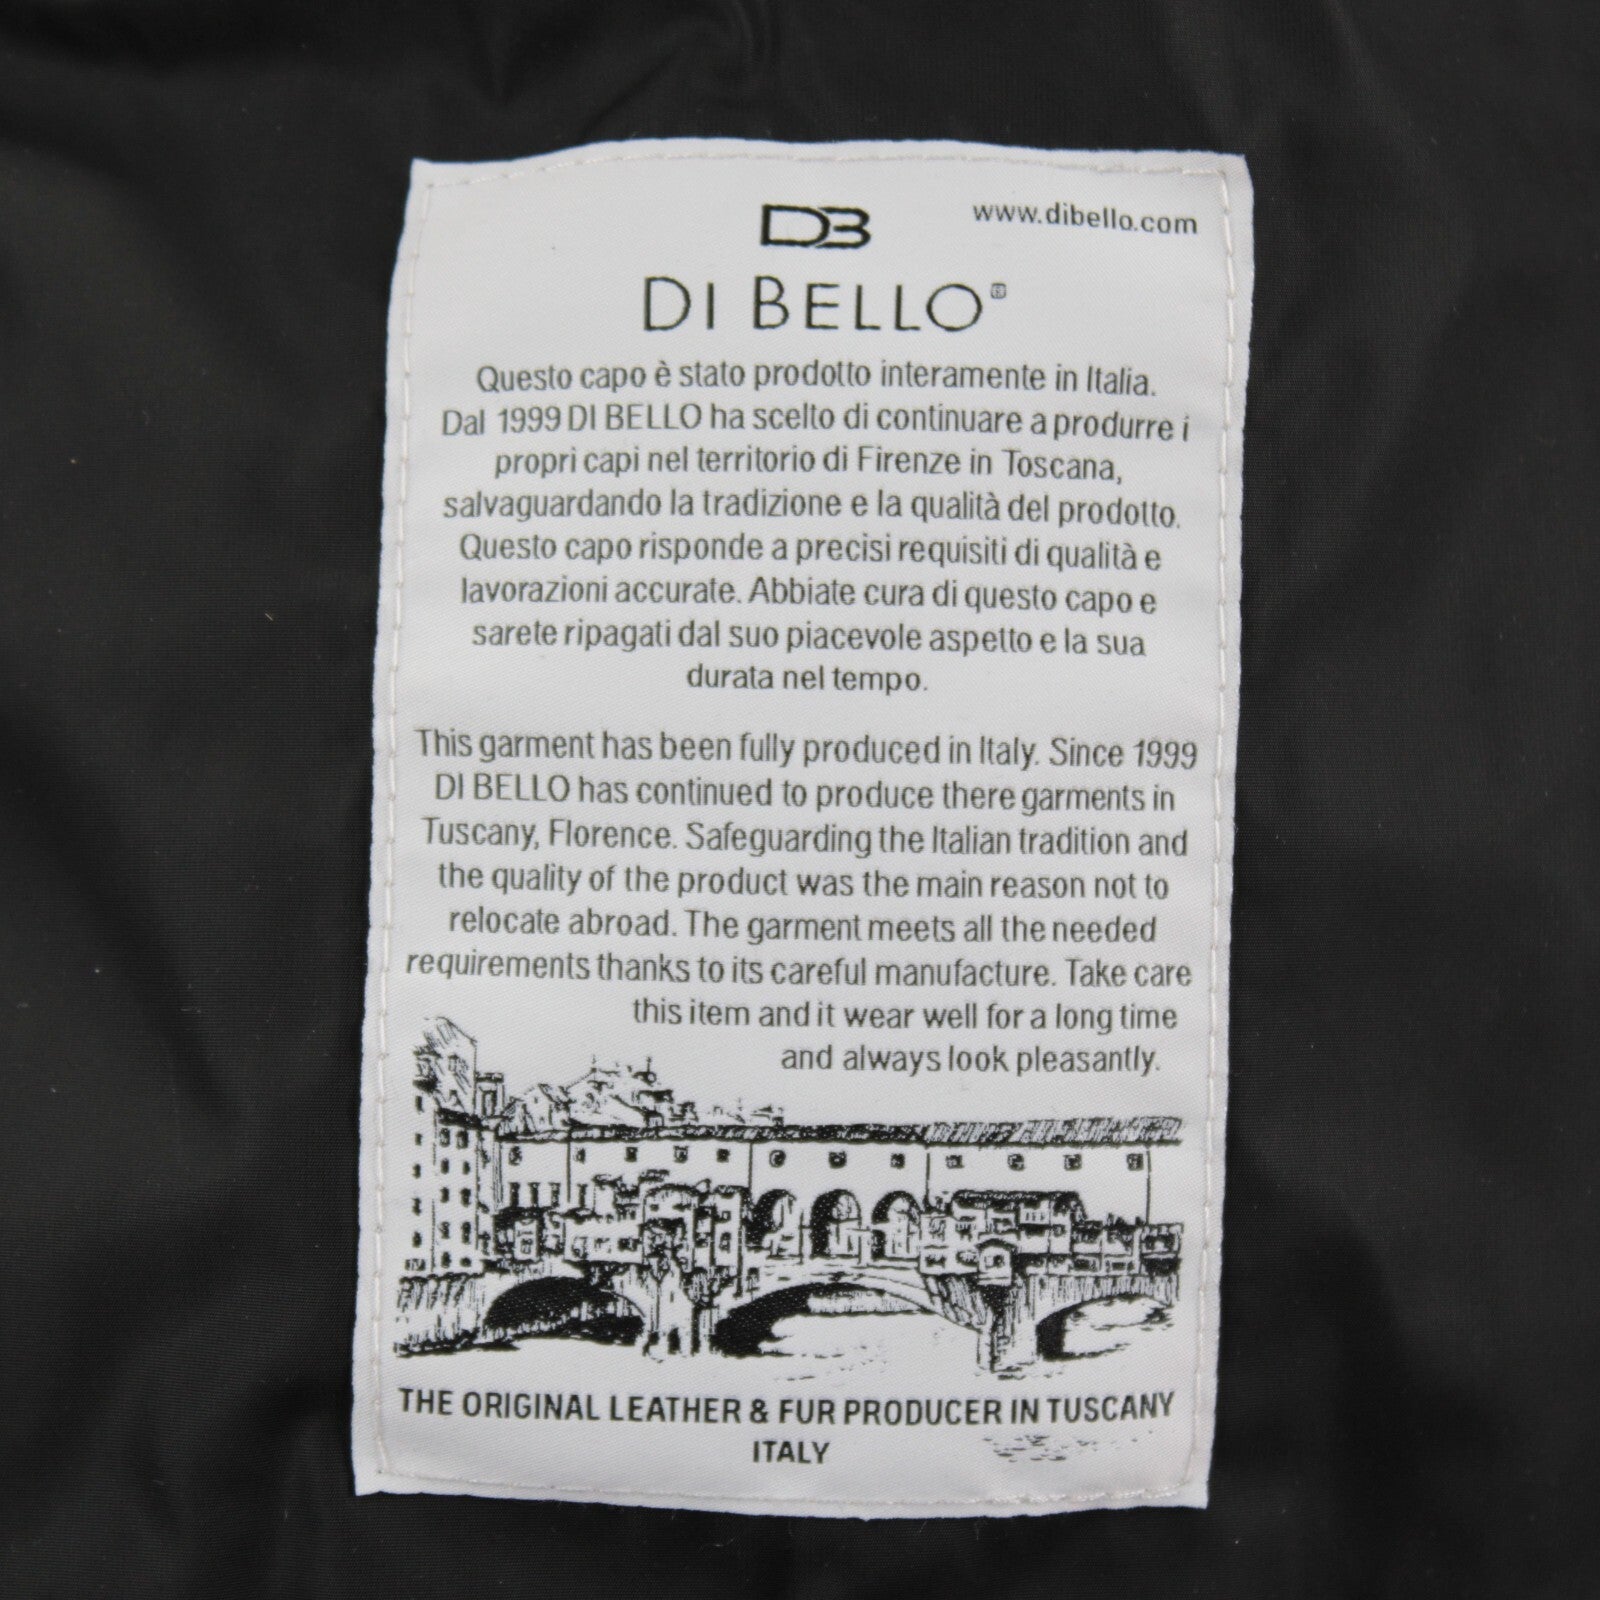 DB
www.dibello.com
DI BELLO®
Questo capo è stato prodotto interamente in Italia.
Dal 1999 DI BELLO ha scelto di continuare a produrre i
propri capi nel territorio di Firenze in Toscana,
salvaguardando la tradizione e la qualità del prodotto.
Questo capo risponde a precisi requisiti di qualità e
lavorazioni accurate. Abbiate cura di questo capo e
sarete ripagati dal suo piacevole aspetto e la sua
durata nel tempo.
This garment has been fully produced in Italy. Since 1999
DI BELLO has continued to produce there garments in
Tuscany, Florence. Safeguarding the Italian tradition and
the quality of the product was the main reason not to
relocate abroad. The garment meets all the needed
requirements thanks to its careful manufacture. Take care
this item and it wear well for a long time
and always look pleasantly.
THE ORIGINAL LEATHER & FUR PRODUCER IN TUSCANY
ITALY